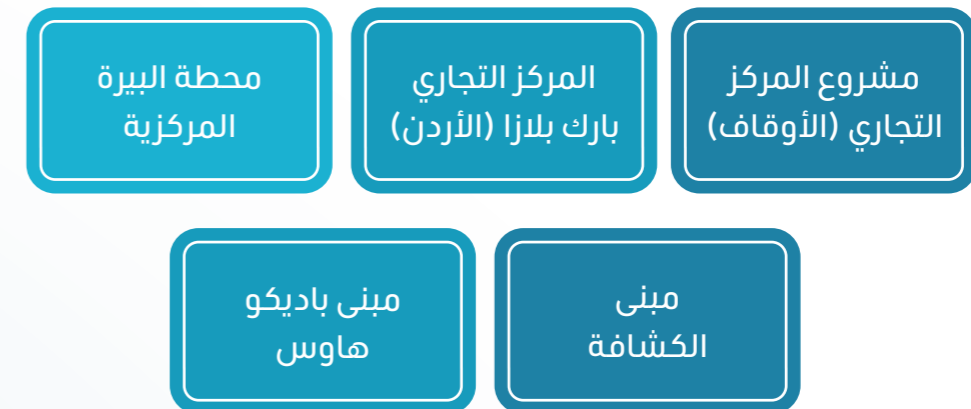 مشروع المركز
التجاري (الأوقاف)
المركز التجاري
بارك بلازا (الأردن)
محطة البيرة
المركزية
مبنى
الكشافة
مبنى باديكو
هاوس